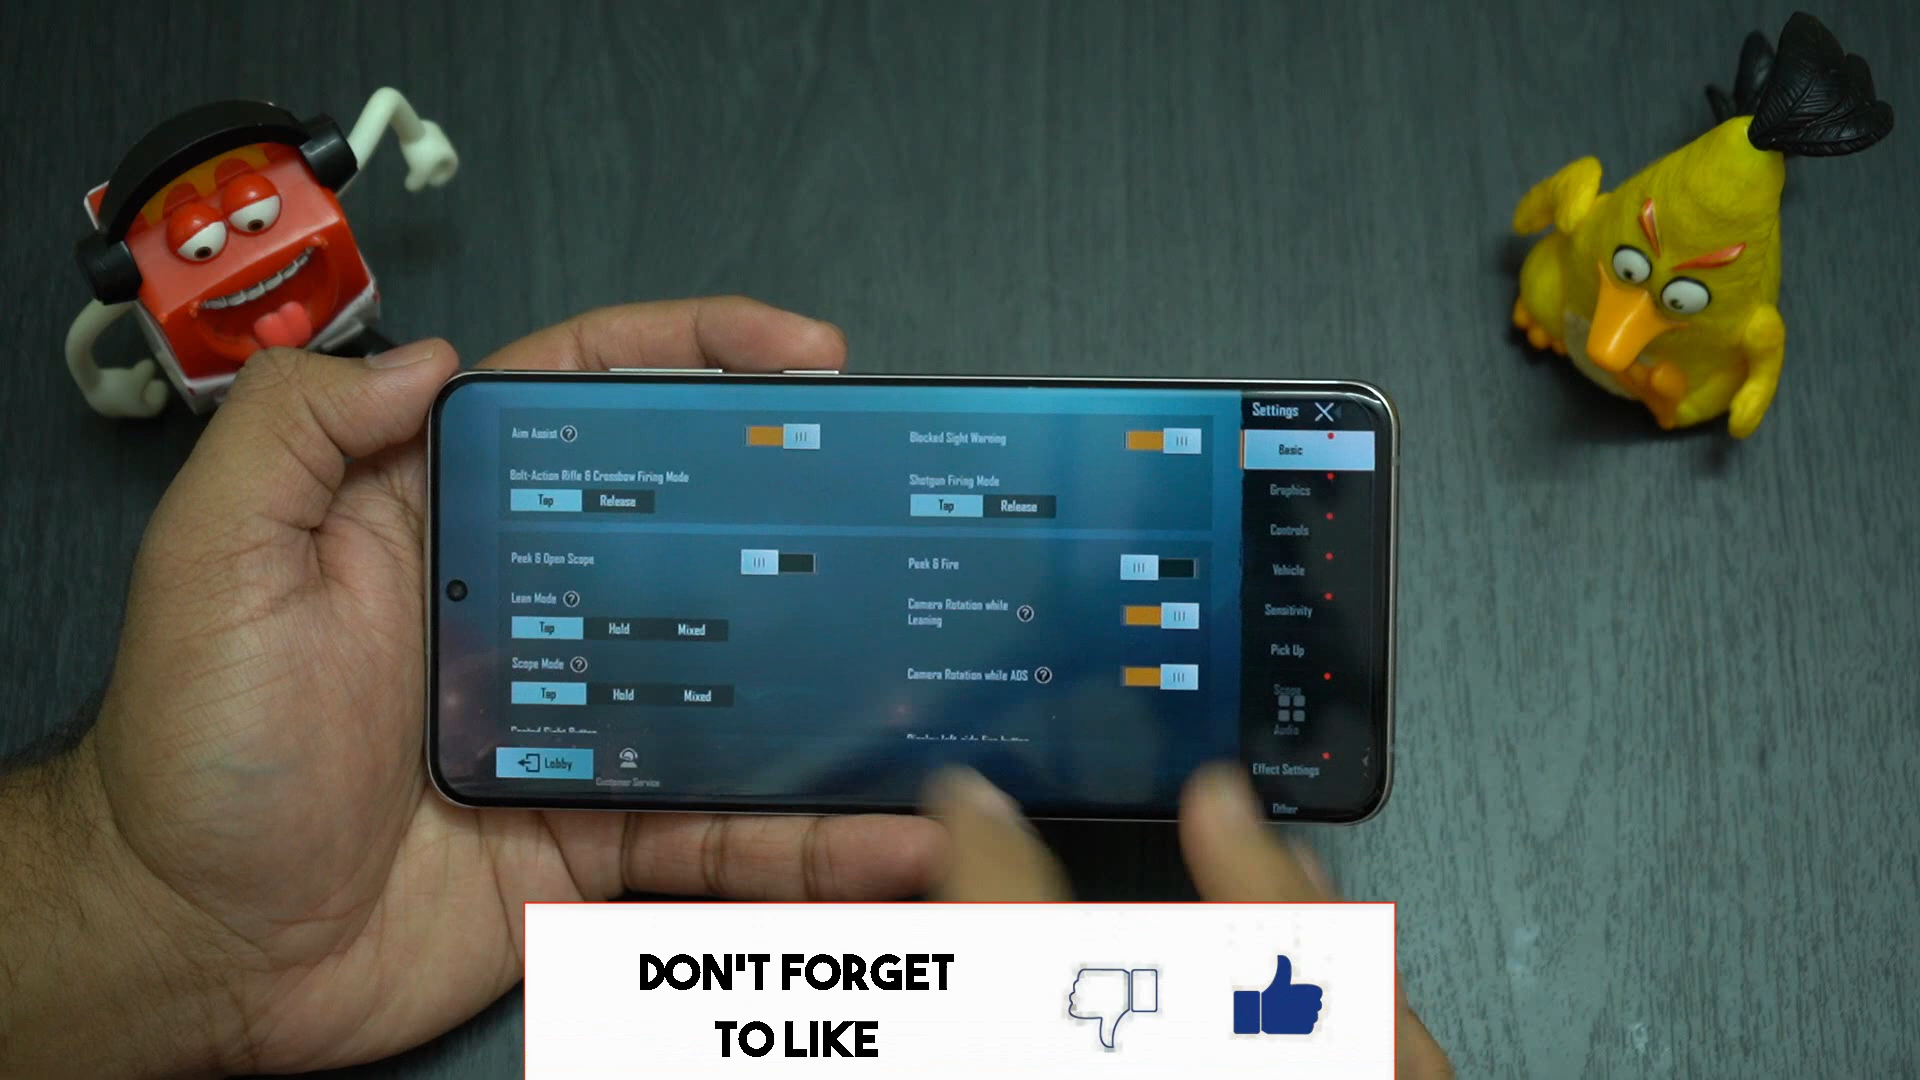 Settings
Aim Assist ?
Blocked Sight Warning
Basic
Bolt-Action Rifle & Crossbow Firing Mode
Shotgun Firing Mode
Tap Release
Tap Release
Graphics
Controls
Peek & Open Scope
Peek & Fire
Vehicle
Lean Mode ?
Camera Rotation while
Leaning ?
Tap Hold Mixed
Sensitivity
Scope Mode ?
Camera Rotation while ADS ?
Pick Up
Tap Hold Mixed
Scope
Audio
Lobby
Customer Service
Effect Settings
Other
DON'T FORGET
TO LIKE